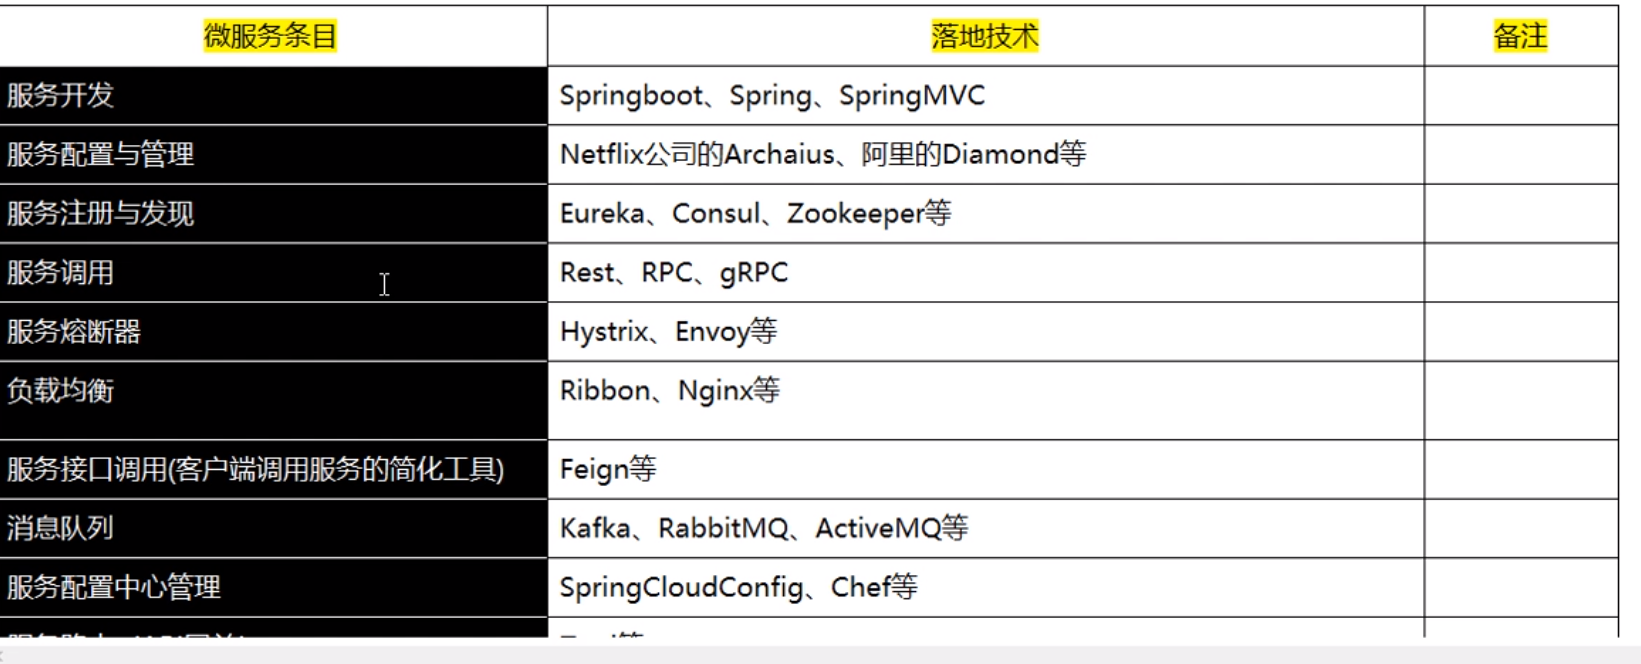 微服务条目 落地技术 备注
服务开发 Springboot、Spring、SpringMVC
服务配置与管理 Netflix公司的Archaius、阿里的Diamond等
服务注册与发现 Eureka、Consul、Zookeeper等
服务调用 Rest、RPC、gRPC
服务熔断器 Hystrix、Envoy等
负载均衡 Ribbon、Nginx等
服务接口调用(客户端调用服务的简化工具) Feign等
消息队列 Kafka、RabbitMQ、ActiveMQ等
服务配置中心管理 SpringCloudConfig、Chef等